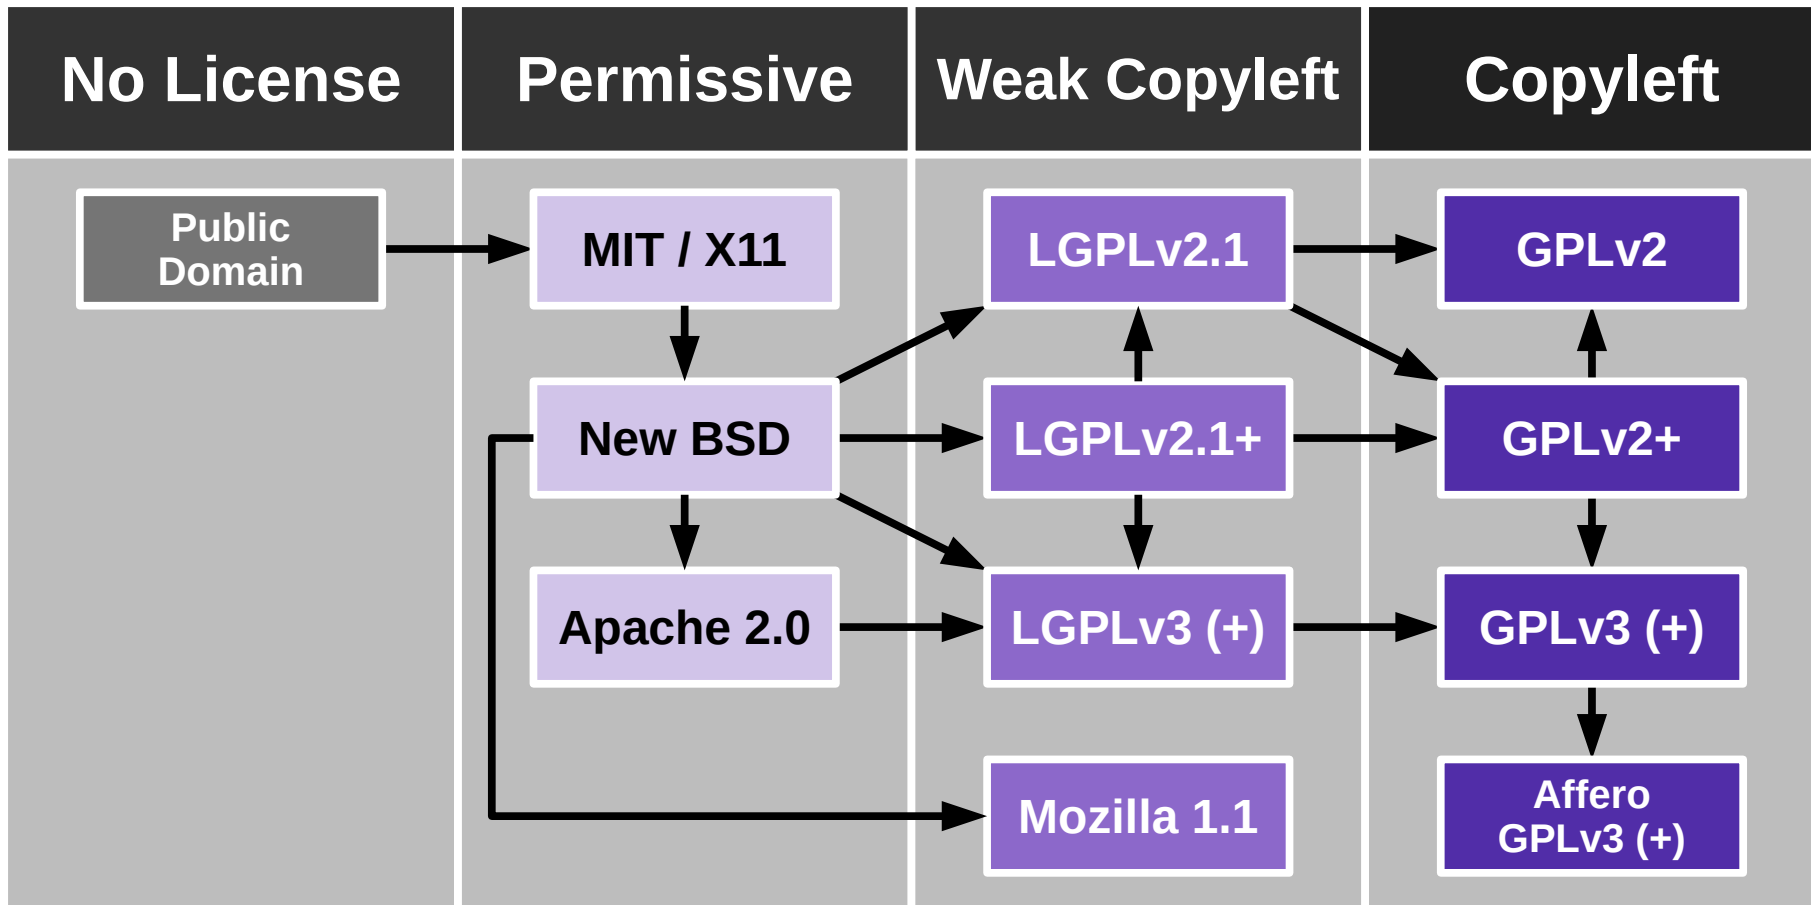 No License
Permissive
Weak Copyleft
Copyleft
Public
Domain
MIT / X11
LGPLv2.1
GPLv2
New BSD
LGPLv2.1+
GPLv2+
Apache 2.0
LGPLv3 (+)
GPLv3 (+)
Mozilla 1.1
Affero
GPLv3 (+)